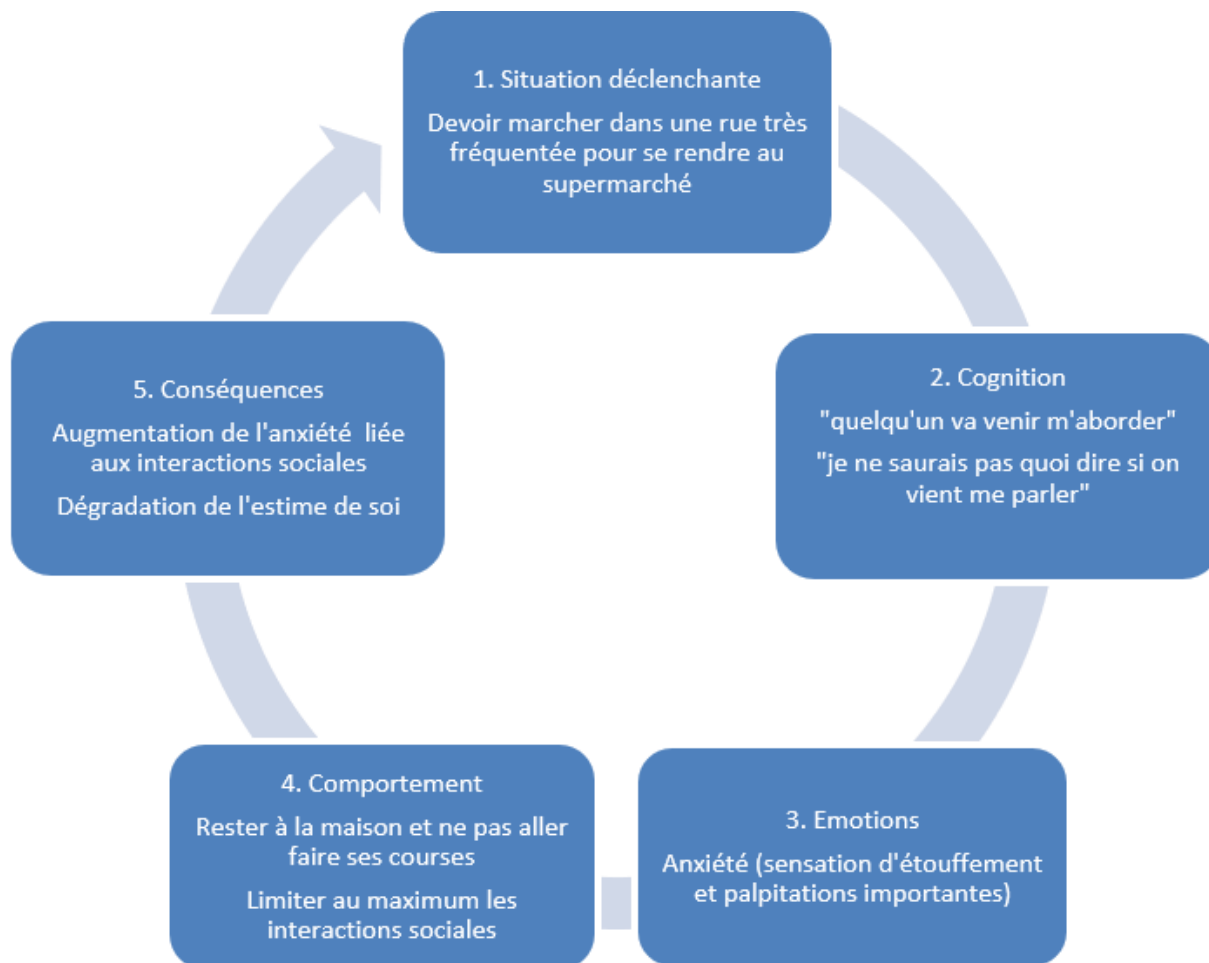 1. Situation déclenchante
Devoir marcher dans une rue très
fréquentée pour se rendre au
supermarché
2. Cognition
"quelqu'un va venir m'aborder"
"je ne saurais pas quoi dire si on
vient me parler"
3. Emotions
Anxiété (sensation d'étouffement
et palpitations importantes)
4. Comportement
Rester à la maison et ne pas aller
faire ses courses
Limiter au maximum les
interactions sociales
5. Conséquences
Augmentation de l'anxiété  liée
aux interactions sociales
Dégradation de l'estime de soi